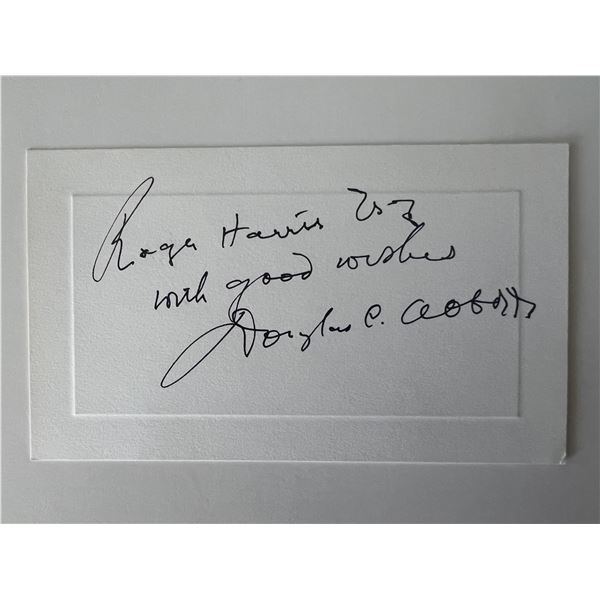 Roger Harris Esq
with good wishes
Douglas C. Abbott